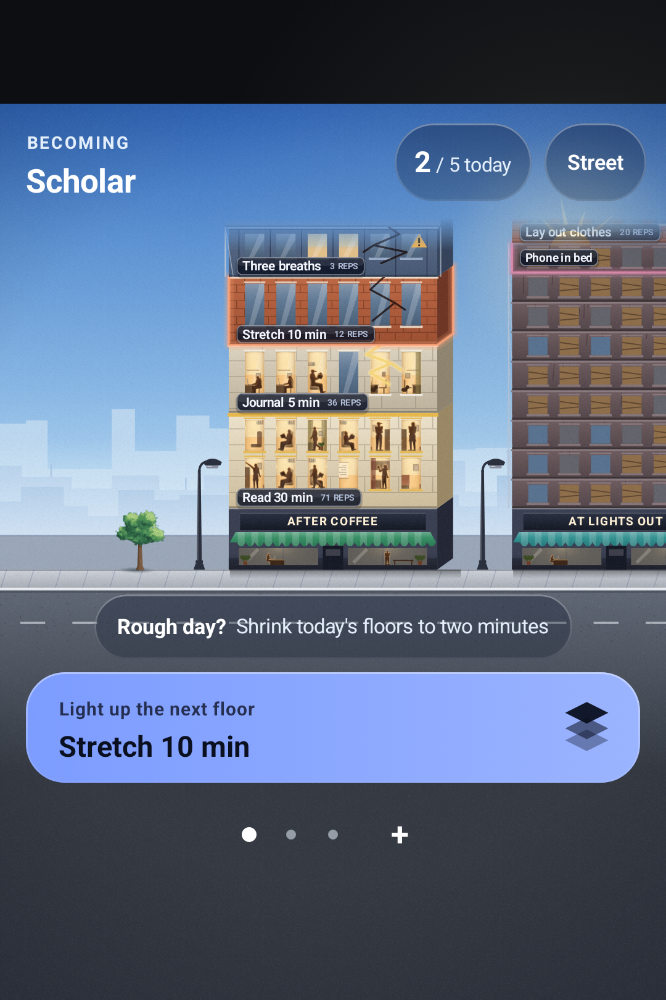 BECOMING
Scholar
2 / 5 today
Street
Three breaths 3 REPS
Stretch 10 min 12 REPS
Journal 5 min 36 REPS
Read 30 min 71 REPS
AFTER COFFEE
Lay out clothes 20 REPS
Phone in bed
AT LIGHTS OUT
Rough day? Shrink today's floors to two minutes
Light up the next floor
Stretch 10 min